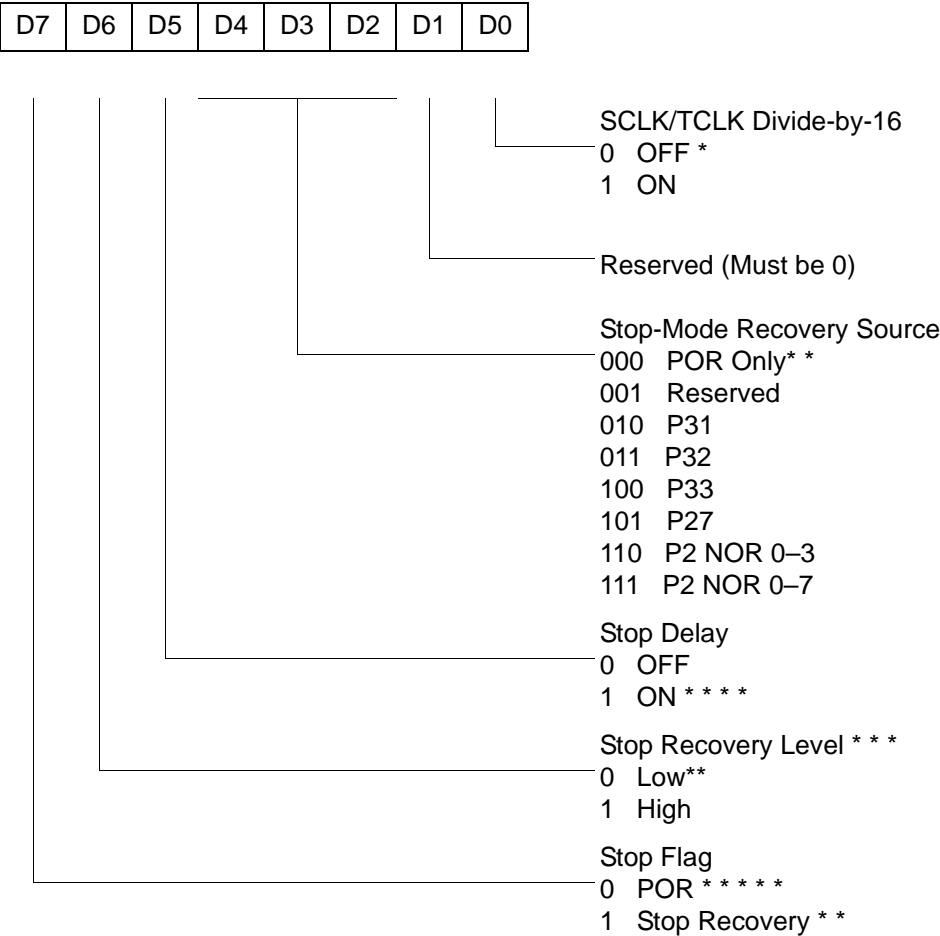 D7 D6 D5 D4 D3 D2 D1 D0
SCLK/TCLK Divide-by-16
0 OFF *
1 ON
Reserved (Must be 0)
Stop-Mode Recovery Source
000 POR Only* *
001 Reserved
010 P31
011 P32
100 P33
101 P27
110 P2 NOR 0–3
111 P2 NOR 0–7
Stop Delay
0 OFF
1 ON * * * *
Stop Recovery Level * * *
0 Low**
1 High
Stop Flag
0 POR * * * * *
1 Stop Recovery * *